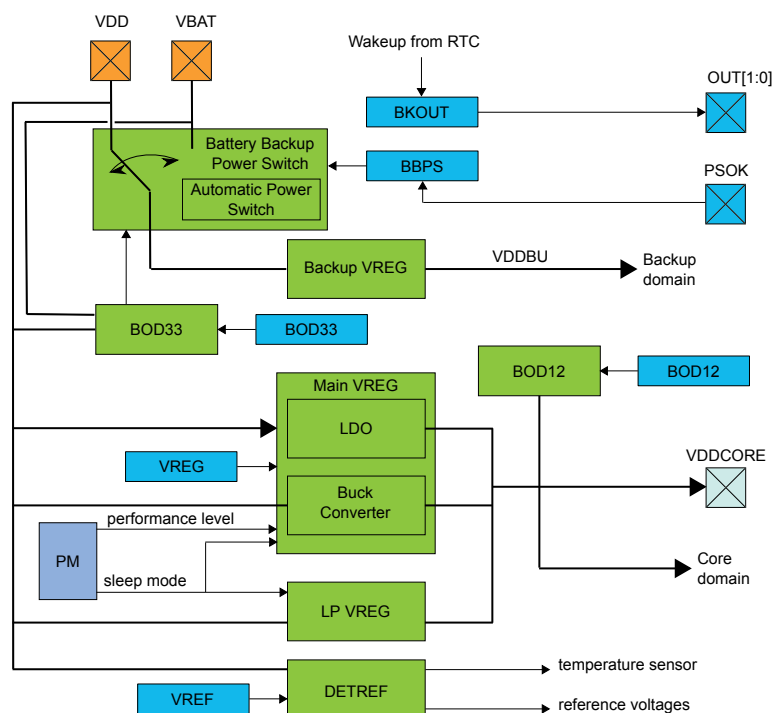 VDD
VBAT
Wakeup from RTC
OUT[1:0]
BKOUT
Battery Backup
Power Switch
BBPS
PSOK
Automatic Power
Switch
Backup VREG
VDDBU
Backup
domain
BOD33
BOD33
Main VREG
BOD12
BOD12
LDO
VREG
VDDCORE
Buck
Converter
performance level
PM
sleep mode
Core
domain
LP VREG
temperature sensor
VREF
DETREF
reference voltages